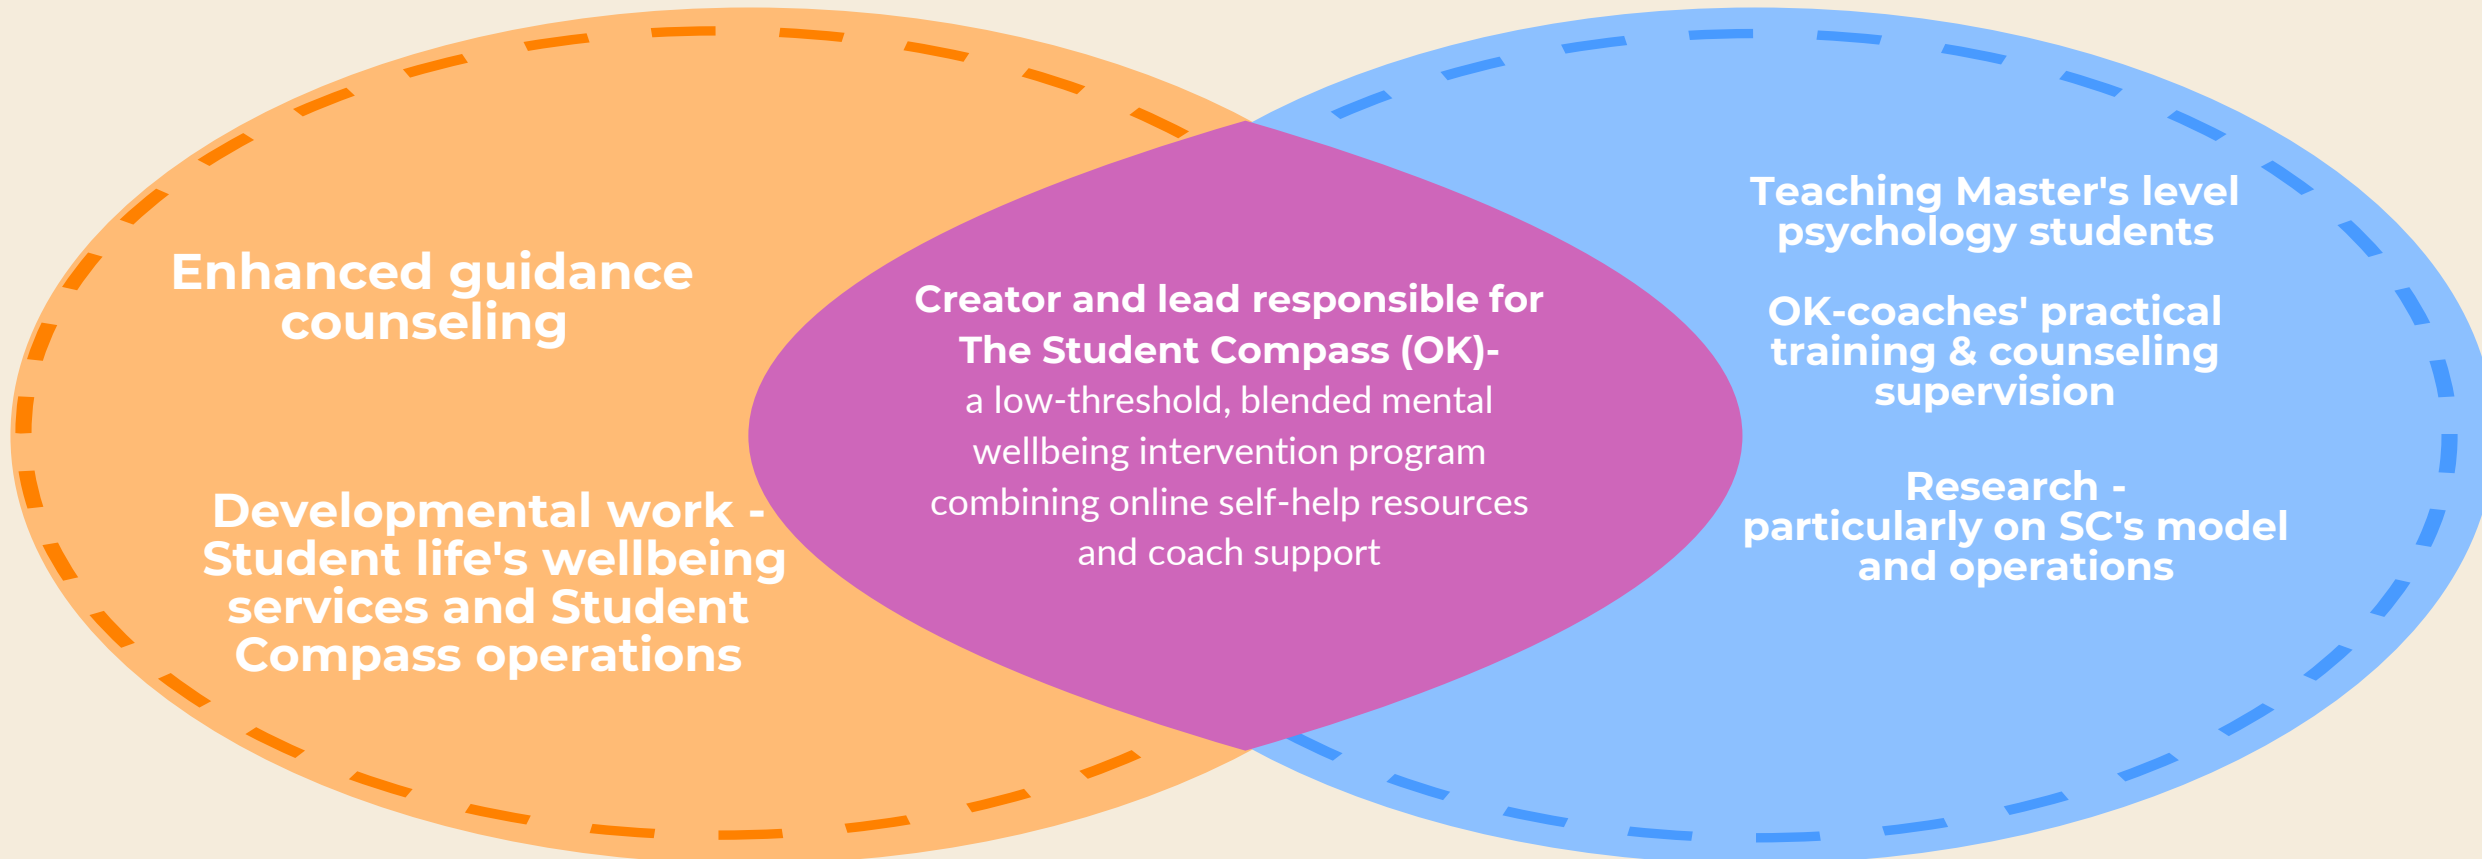 Enhanced guidance
counseling
Developmental work -
Student life's wellbeing
services and Student
Compass operations
Creator and lead responsible for
The Student Compass (OK)-
a low-threshold, blended mental
wellbeing intervention program
combining online self-help resources
and coach support
Teaching Master's level
psychology students
OK-coaches' practical
training & counseling
supervision
Research -
particularly on SC's model
and operations